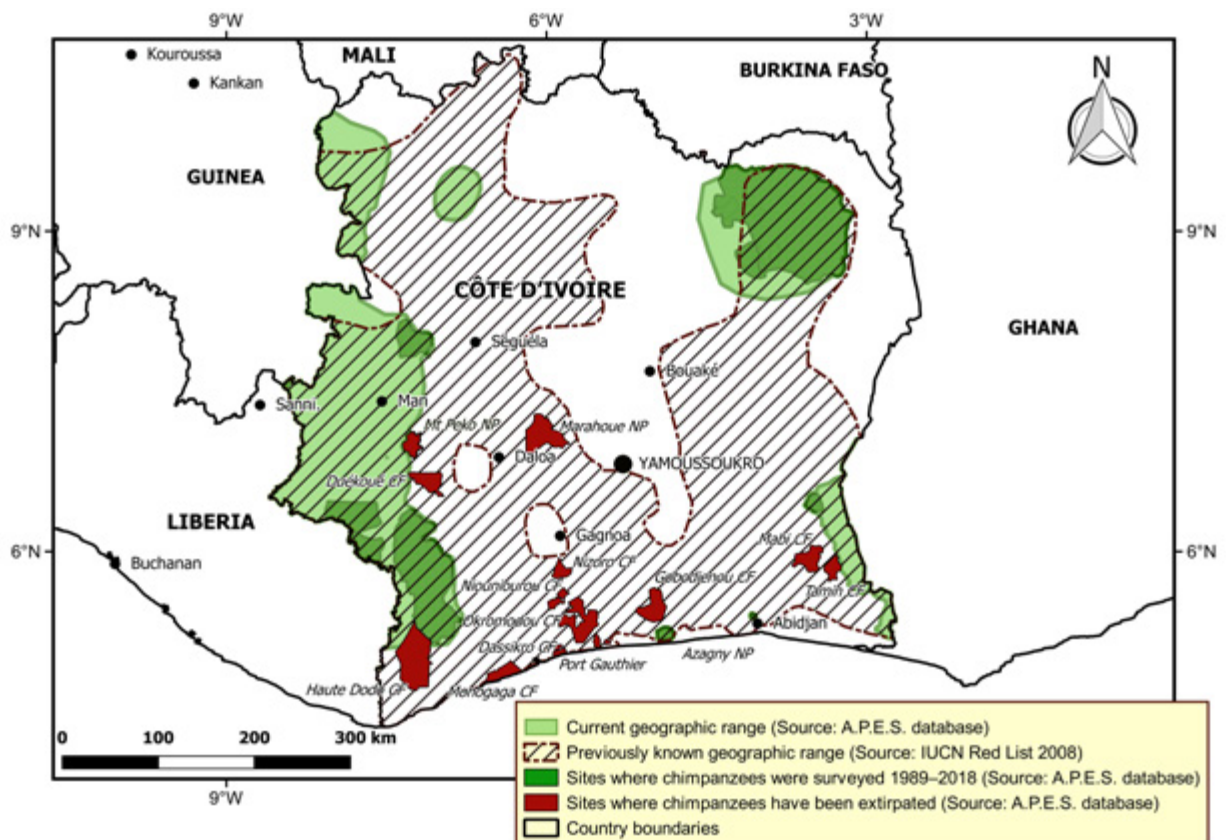 9°W 6°W 3°W
Kouroussa
MALI
Kankan
BURKINA FASO
N
GUINEA
9°N 9°N
CÔTE D'IVOIRE
GHANA
Séguéla
Bouaké
Sanni,
Man
Mt Péko NP
Marahoue NP
Daloa
YAMOUSSOUKRO
Duékoué CF
LIBERIA
6°N 6°N
Gagnoa
Mabi CF
Buchanan
Nizoro CF
Niouniourou CF
Gobodienou CF
Tamin CF
Okromodou CF
Abidjan
Dassikro CF
Port Gauthier
Azagny NP
Haute Dodo CF
Monogaga CF
0 100 200 300 km
9°W
Current geographic range (Source: A.P.E.S. database)
Previously known geographic range (Source: IUCN Red List 2008)
Sites where chimpanzees were surveyed 1989–2018 (Source: A.P.E.S. database)
Sites where chimpanzees have been extirpated (Source: A.P.E.S. database)
Country boundaries